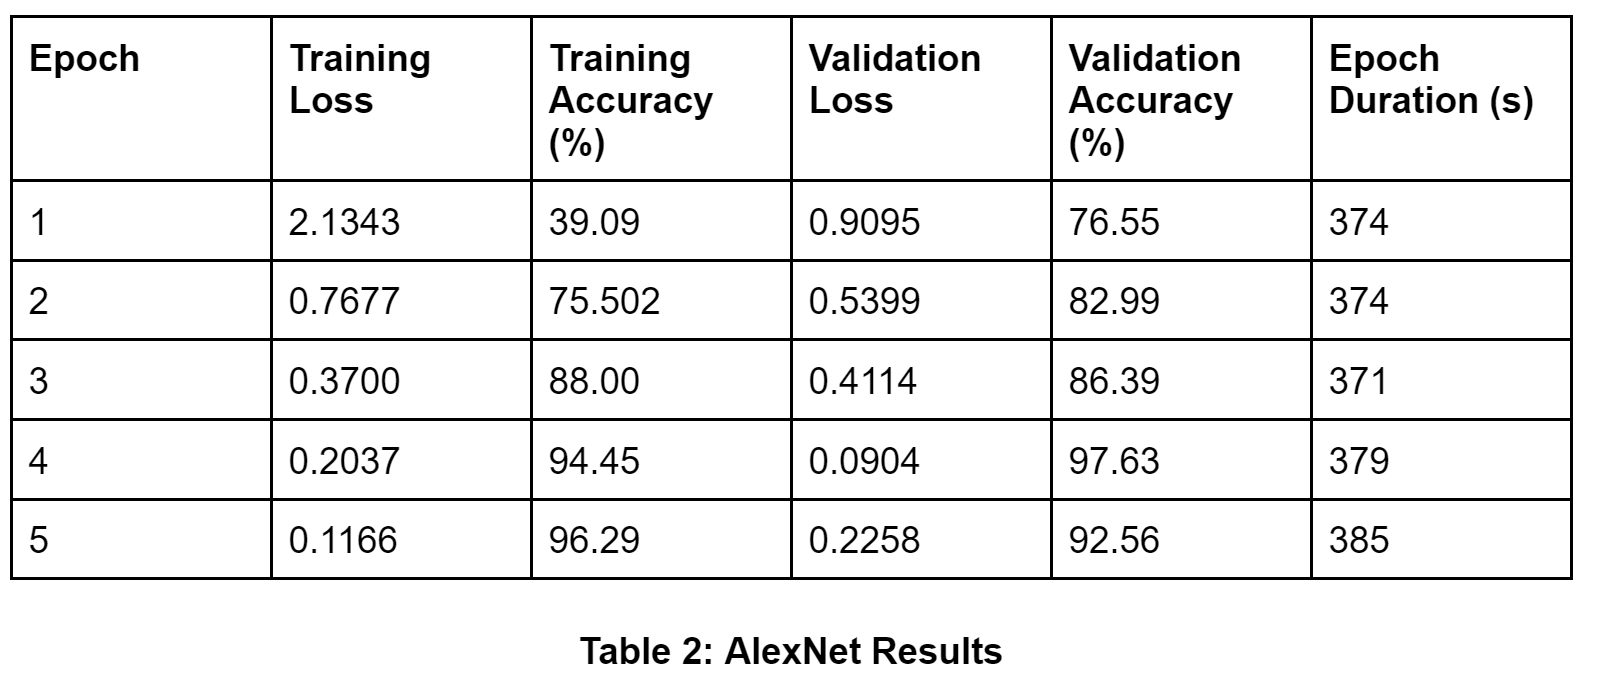 Epoch Training Loss Training Accuracy (%) Validation Loss Validation Accuracy (%) Epoch Duration (s)
1 2.1343 39.09 0.9095 76.55 374
2 0.7677 75.502 0.5399 82.99 374
3 0.3700 88.00 0.4114 86.39 371
4 0.2037 94.45 0.0904 97.63 379
5 0.1166 96.29 0.2258 92.56 385
Table 2: AlexNet Results